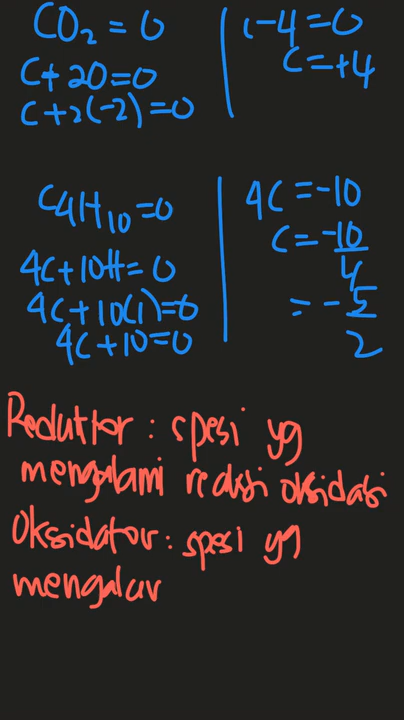 CO₂ = 0
C+2O=0
C+2(-2)=0
C-4=0
C=+4
C4H10=0
4C+10H=0
4C+10(1)=0
4C+10=0
4C=-10
C=-10/4
=-5/2
Reduktor : spesi yg
mengalami reaksi oksidasi
Oksidator : spesi yg
mengalar